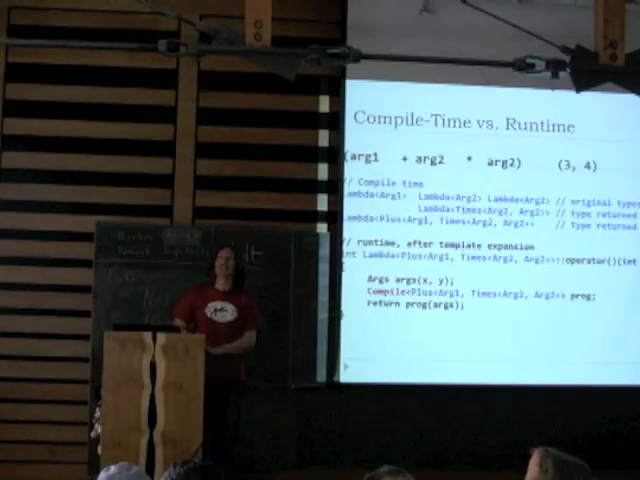 Compile-Time vs. Runtime
(arg1 + arg2 * arg2) (3, 4)
// Compile time
Lambda<Arg1> Lambda<Arg2> Lambda<Arg2> // original types
Lambda<Times<Arg2, Arg2>> // type returned
Lambda<Plus<Arg1, Times<Arg2, Arg2>> // Type returned
// runtime, after template expansion
int Lambda<Plus<Arg1, Times<Arg2, Arg2>>::operator()(int
{
Args args(x, y);
Compile<Plus<Arg1, Times<Arg2, Arg2>> prog;
return prog(args);